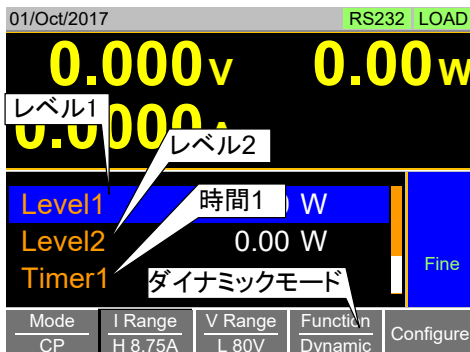 01/Oct/2017 RS232 LOAD
0.000 V 0.00 W
レベル1
0.0000
レベル2
Level1 時間1 W
Level2 0.00 W
Timer1 ダイナミックモード
Fine
Mode I Range V Range Function Configure
CP H 8.75A L 80V Dynamic